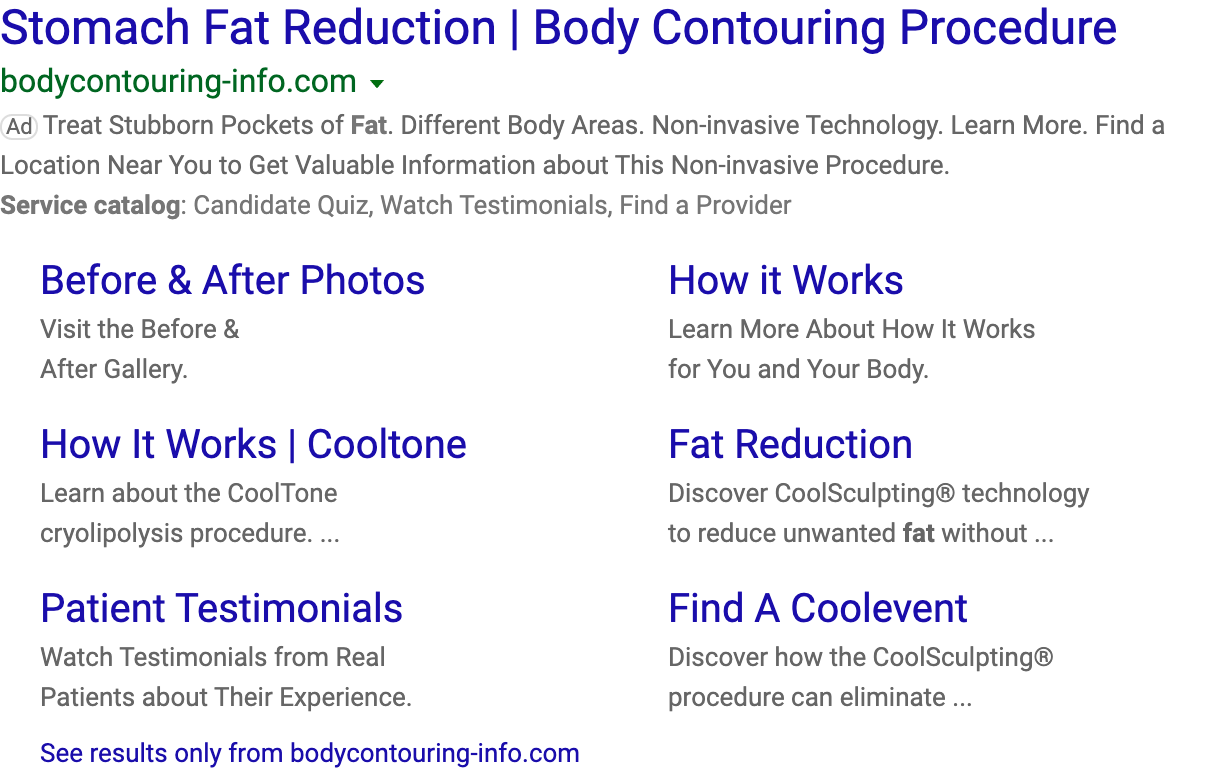 Stomach Fat Reduction | Body Contouring Procedure
bodycontouring-info.com
Ad Treat Stubborn Pockets of Fat. Different Body Areas. Non-invasive Technology. Learn More. Find a
Location Near You to Get Valuable Information about This Non-invasive Procedure.
Service catalog: Candidate Quiz, Watch Testimonials, Find a Provider
Before & After Photos
Visit the Before &
After Gallery.
How it Works
Learn More About How It Works
for You and Your Body.
How It Works | Cooltone
Learn about the CoolTone
cryolipolysis procedure. ...
Fat Reduction
Discover CoolSculpting® technology
to reduce unwanted fat without ...
Patient Testimonials
Watch Testimonials from Real
Patients about Their Experience.
Find A Coolevent
Discover how the CoolSculpting®
procedure can eliminate ...
See results only from bodycontouring-info.com